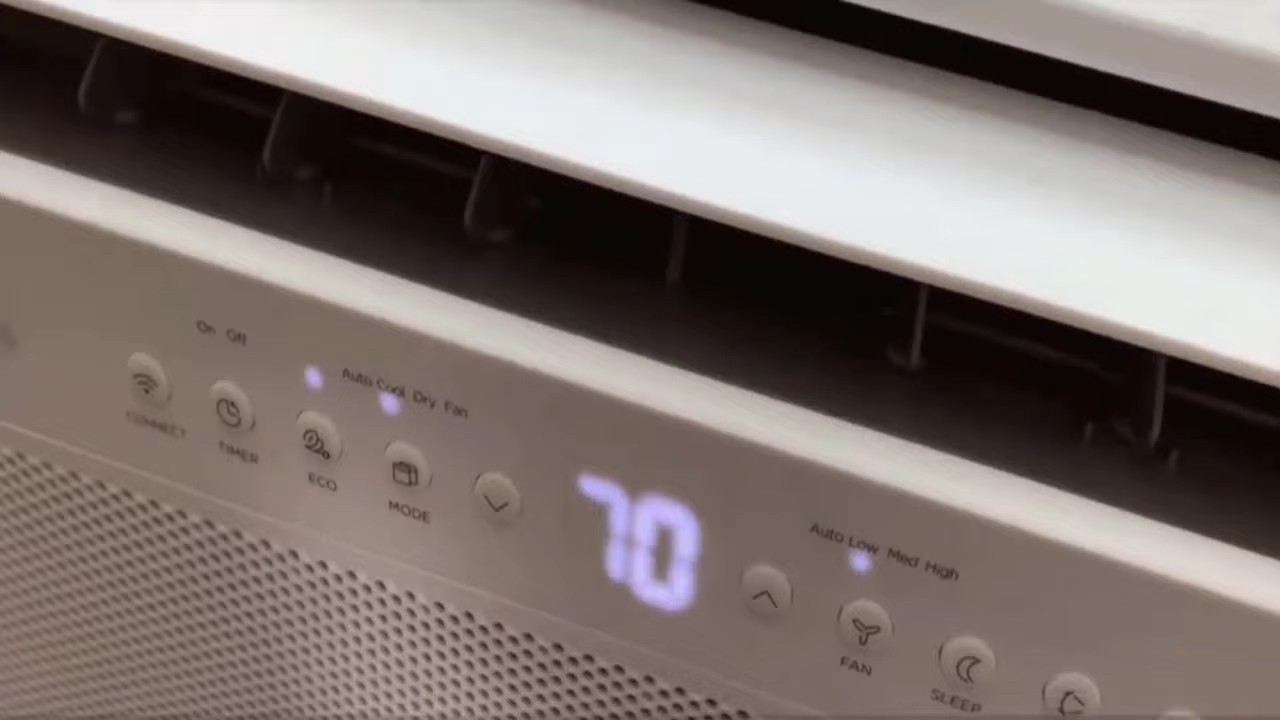 On Off
Auto Cool Dry Fan
CONNECT
TIMER
ECO
MODE
70
Auto Low Med High
FAN
SLEEP